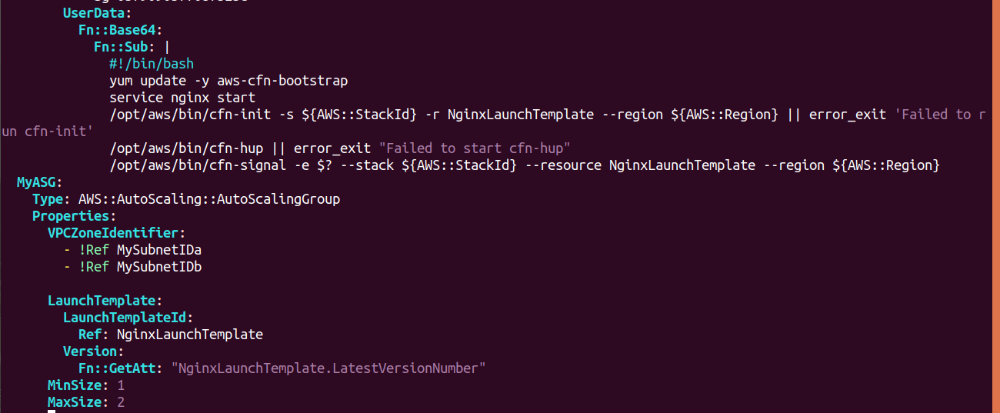 UserData:
          Fn::Base64:
            Fn::Sub: |
              #!/bin/bash
              yum update -y aws-cfn-bootstrap
              service nginx start
              /opt/aws/bin/cfn-init -s ${AWS::StackId} -r NginxLaunchTemplate --region ${AWS::Region} || error_exit 'Failed to r
un cfn-init'
              /opt/aws/bin/cfn-hup || error_exit "Failed to start cfn-hup"
              /opt/aws/bin/cfn-signal -e $? --stack ${AWS::StackId} --resource NginxLaunchTemplate --region ${AWS::Region}
  MyASG:
    Type: AWS::AutoScaling::AutoScalingGroup
    Properties:
      VPCZoneIdentifier:
        - !Ref MySubnetIDa
        - !Ref MySubnetIDb

      LaunchTemplate:
        LaunchTemplateId:
          Ref: NginxLaunchTemplate
        Version:
          Fn::GetAtt: "NginxLaunchTemplate.LatestVersionNumber"
      MinSize: 1
      MaxSize: 2